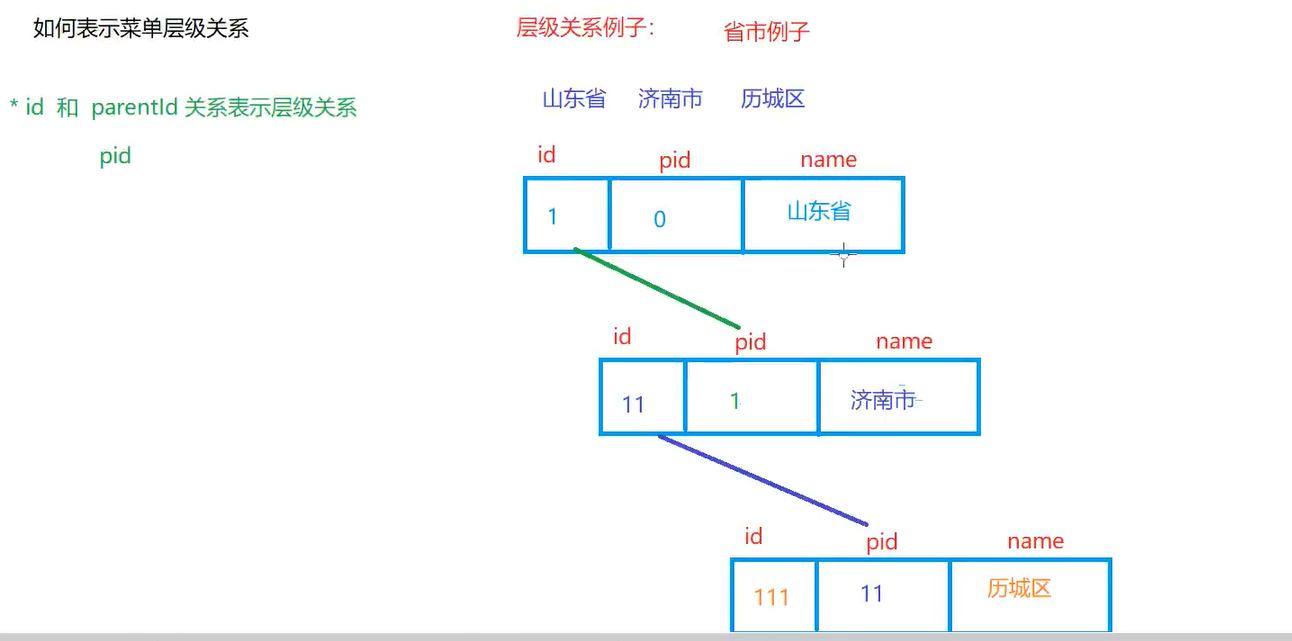 如何表示菜单层级关系
层级关系例子： 省市例子
* id 和 parentId 关系表示层级关系
pid
山东省 济南市 历城区
id pid name
1 0 山东省
id pid name
11 1 济南市
id pid name
111 11 历城区